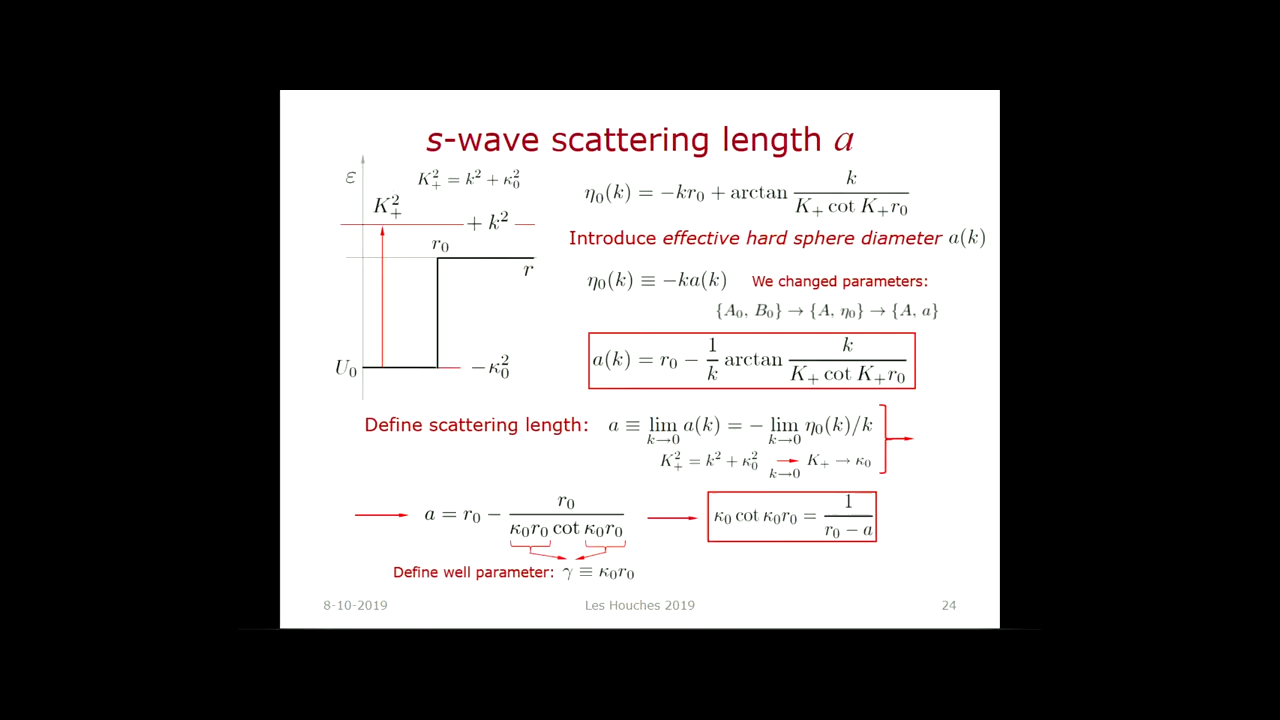 s-wave scattering length a
ε
K₊² = k² + κ₀²
K₊²
+ k²
r₀
r
U₀
−κ₀²
η₀(k) = −kr₀ + arctan k / (K₊ cot K₊r₀)
Introduce effective hard sphere diameter a(k)
η₀(k) ≡ −ka(k) We changed parameters:
{A₀, B₀} → {A, η₀} → {A, a}
a(k) = r₀ − 1/k arctan k / (K₊ cot K₊r₀)
Define scattering length: a ≡ lim_{k→0} a(k) = − lim_{k→0} η₀(k)/k
K₊² = k² + κ₀² →_{k→0} K₊ → κ₀
a = r₀ − r₀ / (κ₀r₀ cot κ₀r₀) → κ₀ cot κ₀r₀ = 1 / (r₀ − a)
Define well parameter: γ ≡ κ₀r₀
8-10-2019 Les Houches 2019 24